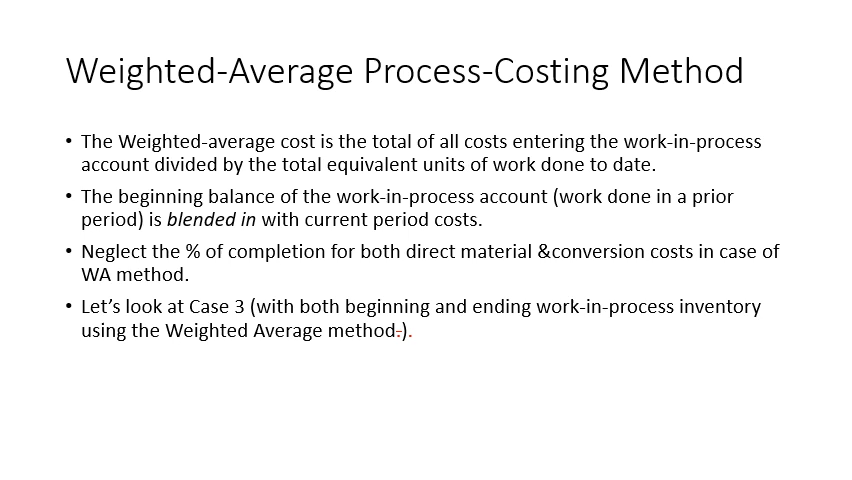 Weighted-Average Process-Costing Method
• The Weighted-average cost is the total of all costs entering the work-in-process
account divided by the total equivalent units of work done to date.
• The beginning balance of the work-in-process account (work done in a prior
period) is blended in with current period costs.
• Neglect the % of completion for both direct material &conversion costs in case of
WA method.
• Let’s look at Case 3 (with both beginning and ending work-in-process inventory
using the Weighted Average method.).